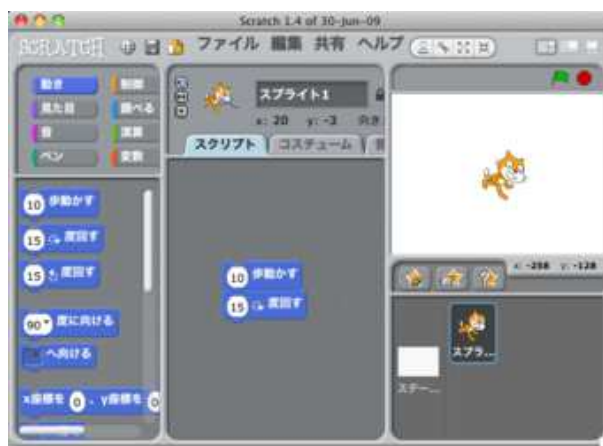 Scratch 1.4 of 30-Jun-09
SCRATCH ファイル 編集 共有 ヘルプ
動き 制御
見た目 調べる
音 演算
ペン 変数
スプライト1
x: 20 y: -3 向き
スクリプト コスチューム
10 歩動かす
15 度回す
15 度回す
90 度に向ける
へ向ける
x座標を 0 、y座標を 0
10 歩動かす
15 度回す
x: -258 y: -128
スプラ...
ステー...